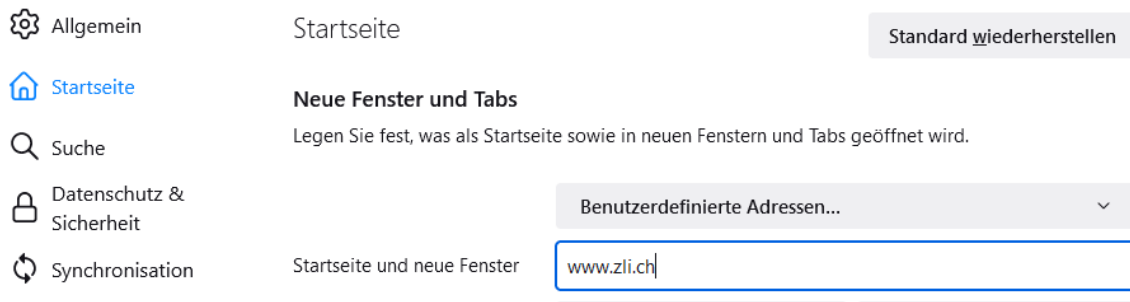 Allgemein
Startseite
Suche
Datenschutz &
Sicherheit
Synchronisation
Startseite
Standard wiederherstellen
Neue Fenster und Tabs
Legen Sie fest, was als Startseite sowie in neuen Fenstern und Tabs geöffnet wird.
Benutzerdefinierte Adressen...
Startseite und neue Fenster
www.zli.ch